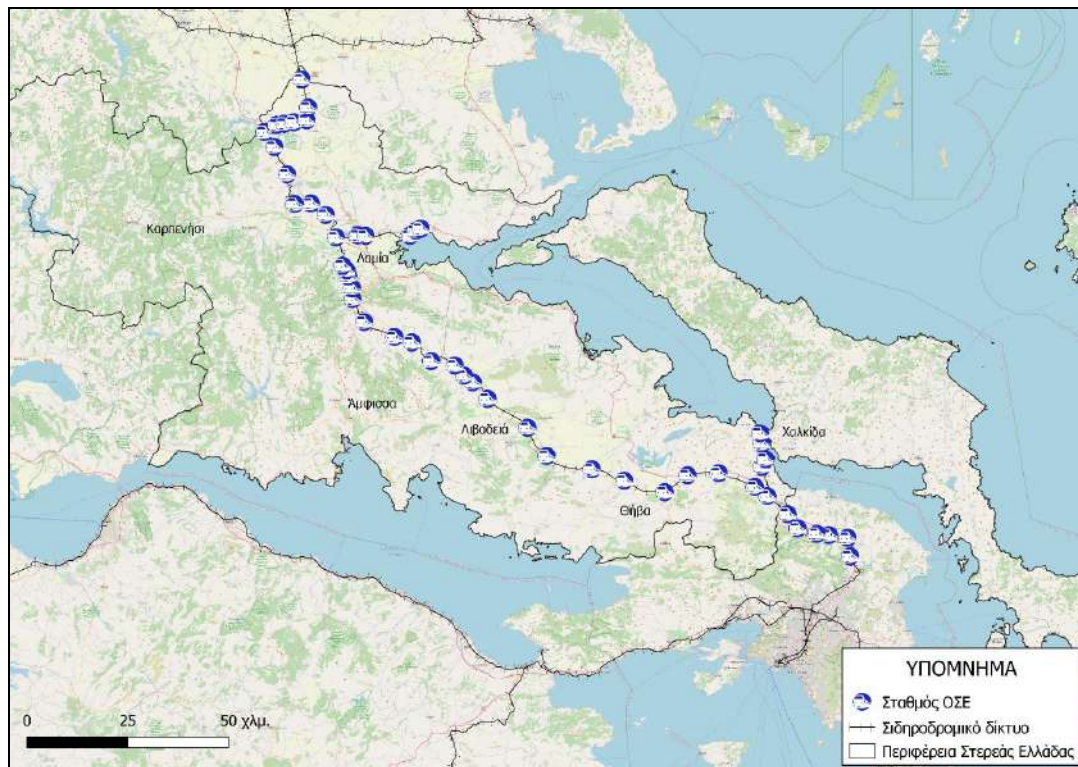 Καρπενήσι
Λαμία
Άμφισσα
Λιβαδειά
Χαλκίδα
Θήβα
ΥΠΟΜΝΗΜΑ
Σταθμός ΟΣΕ
Σιδηροδρομικό δίκτυο
Περιφέρεια Στερεάς Ελλάδας
0 25 50 χλμ.